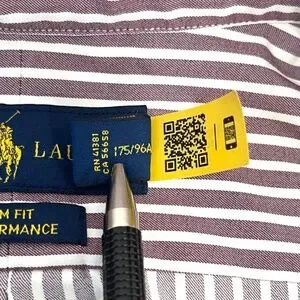 LAU
RN 41381
CA 56658
175/96A
M FIT
RMANCE